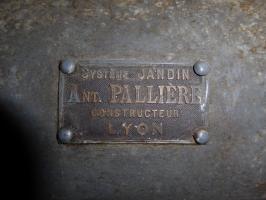 SYSTÈME JANDIN
ANT. PALLIÈRE
CONSTRUCTEUR
LYON